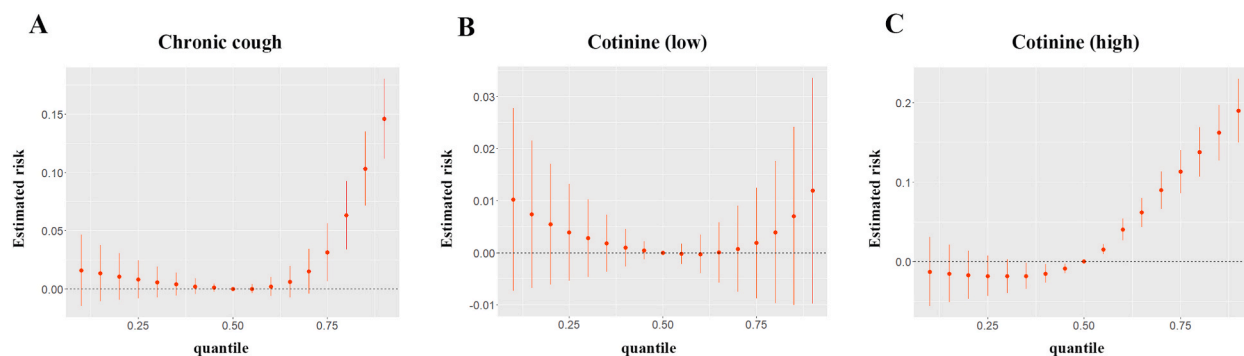 A
Chronic cough
Estimated risk
0.15
0.10
0.05
0.00
0.25
0.50
0.75
quantile
B
Cotinine (low)
Estimated risk
0.03
0.02
0.01
0.00
-0.01
0.25
0.50
0.75
quantile
C
Cotinine (high)
Estimated risk
0.2
0.1
0.0
0.25
0.50
0.75
quantile